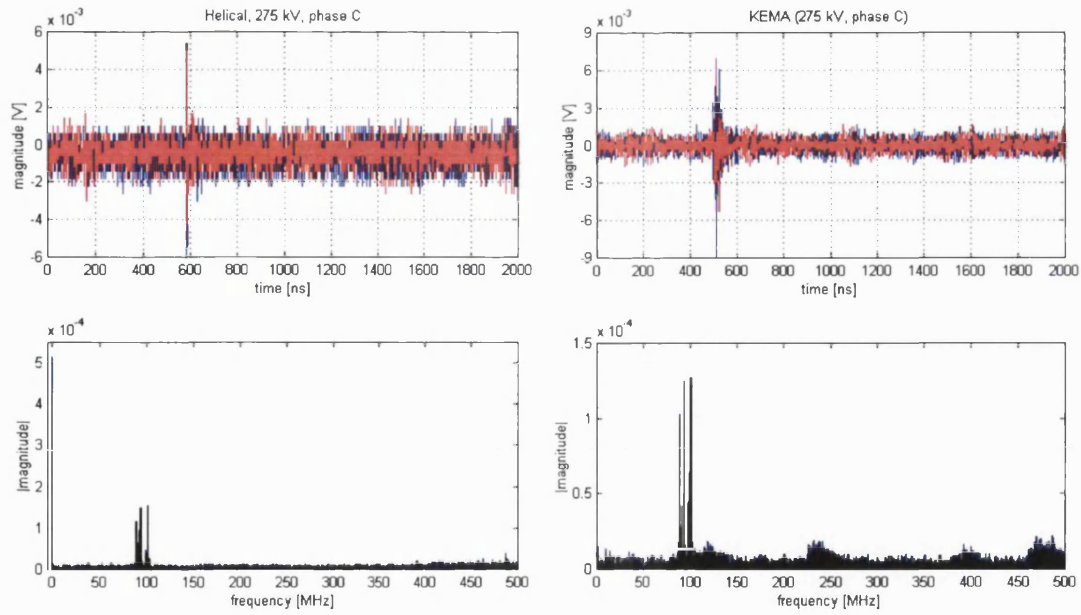 Helical, 275 kV, phase C
x 10^-3
6
4
2
0
-2
-4
-6
magnitude [V]
0 200 400 600 800 1000 1200 1400 1600 1800 2000
time [ns]
KEMA (275 kV, phase C)
x 10^-3
9
6
3
0
-3
-6
-9
magnitude [V]
0 200 400 600 800 1000 1200 1400 1600 1800 2000
time [ns]
x 10^-4
5
4
3
2
1
0
|magnitude|
0 50 100 150 200 250 300 350 400 450 500
frequency [MHz]
x 10^-4
1.5
1
0.5
0
|magnitude|
0 50 100 150 200 250 300 350 400 450 500
frequency [MHz]